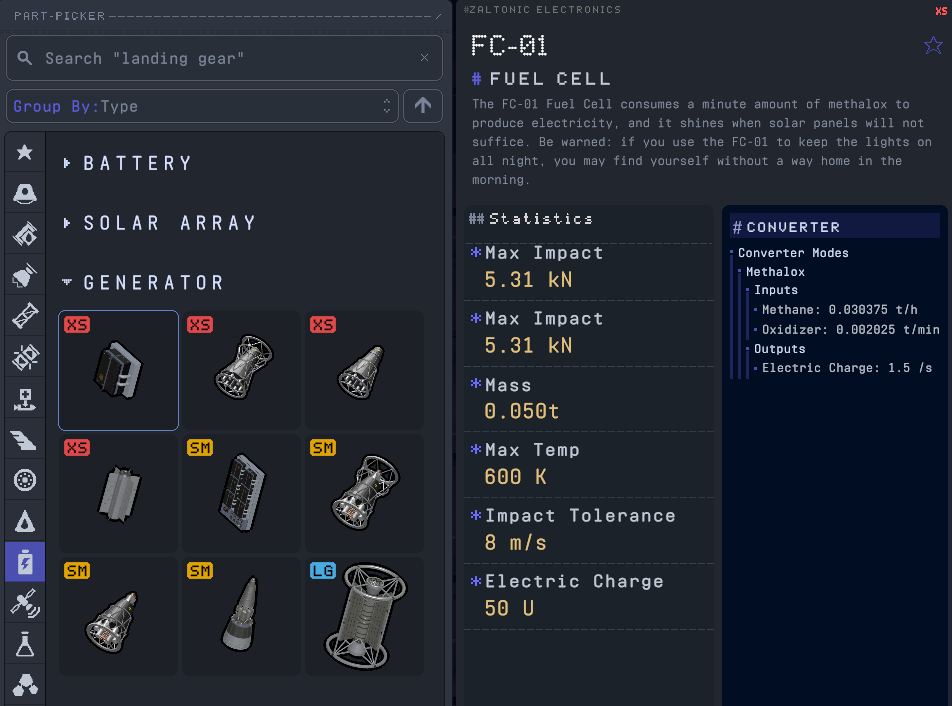 PART-PICKER
Search "landing gear"
Group By:Type
BATTERY
SOLAR ARRAY
GENERATOR
XS
XS
XS
XS
SM
SM
SM
SM
LG
#ZALTONIC ELECTRONICS
XS
FC-01
# FUEL CELL
The FC-01 Fuel Cell consumes a minute amount of methalox to
produce electricity, and it shines when solar panels will not
suffice. Be warned: if you use the FC-01 to keep the lights on
all night, you may find yourself without a way home in the
morning.
## Statistics
*Max Impact
5.31 kN
*Max Impact
5.31 kN
*Mass
0.050t
*Max Temp
600 K
*Impact Tolerance
8 m/s
*Electric Charge
50 U
# CONVERTER
Converter Modes
Methalox
Inputs
Methane: 0.030375 t/h
Oxidizer: 0.002025 t/min
Outputs
Electric Charge: 1.5 /s